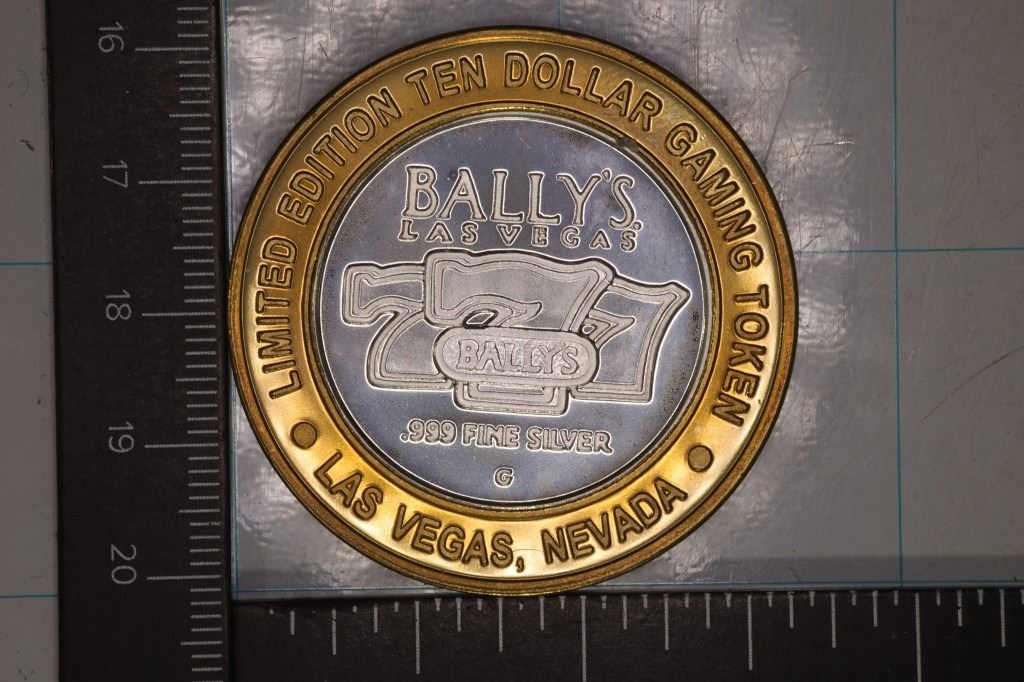 LIMITED EDITION TEN DOLLAR GAMING TOKEN
BALLY'S
LAS VEGAS
BALLY'S
.999 FINE SILVER
G
LAS VEGAS, NEVADA
16
17
18
19
20